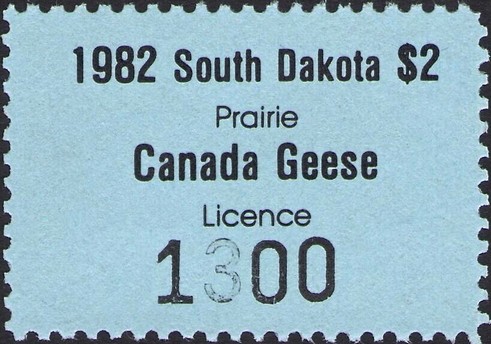 1982 South Dakota $2
Prairie
Canada Geese
Licence
1300